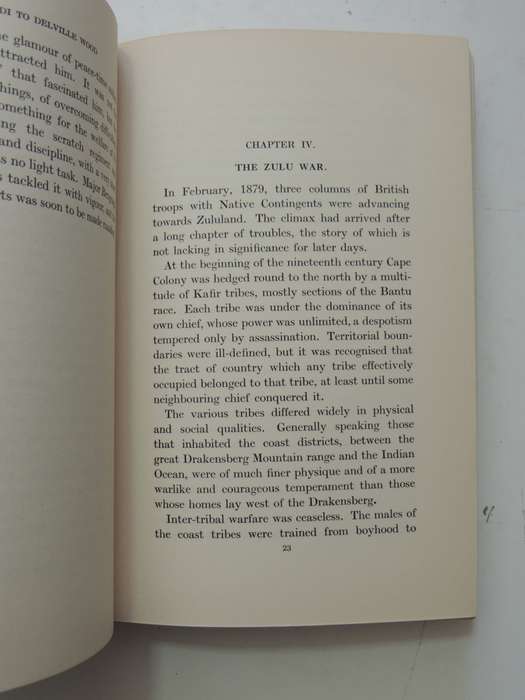 DI TO DELVILLE WOOD
e glamour of peace-time
ttracted him. It was
that fascinated him,
hings, of overcoming
omething for the welfare
ng the scratch regiment
and discipline, with a
s no light task. Major
s tackled it with vigour,
rts was soon to be made
CHAPTER IV.
THE ZULU WAR.
In February, 1879, three columns of British
troops with Native Contingents were advancing
towards Zululand. The climax had arrived after
a long chapter of troubles, the story of which is
not lacking in significance for later days.
At the beginning of the nineteenth century Cape
Colony was hedged round to the north by a multi-
tude of Kafir tribes, mostly sections of the Bantu
race. Each tribe was under the dominance of its
own chief, whose power was unlimited, a despotism
tempered only by assassination. Territorial boun-
daries were ill-defined, but it was recognised that
the tract of country which any tribe effectively
occupied belonged to that tribe, at least until some
neighbouring chief conquered it.
The various tribes differed widely in physical
and social qualities. Generally speaking those
that inhabited the coast districts, between the
great Drakensberg Mountain range and the Indian
Ocean, were of much finer physique and of a more
warlike and courageous temperament than those
whose homes lay west of the Drakensberg.
Inter-tribal warfare was ceaseless. The males of
the coast tribes were trained from boyhood to
23